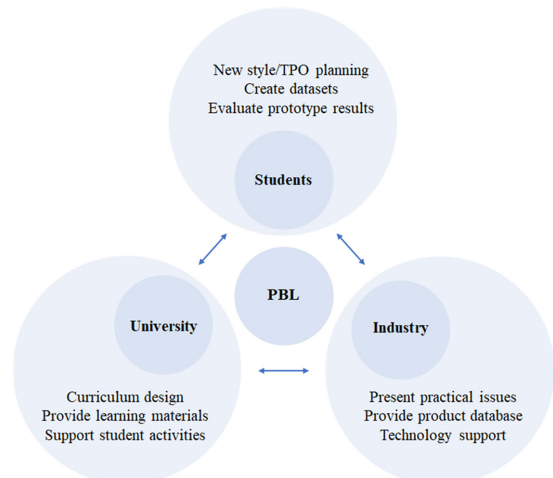 New style/TPO planning
Create datasets
Evaluate prototype results
Students
PBL
University
Industry
Curriculum design
Provide learning materials
Support student activities
Present practical issues
Provide product database
Technology support